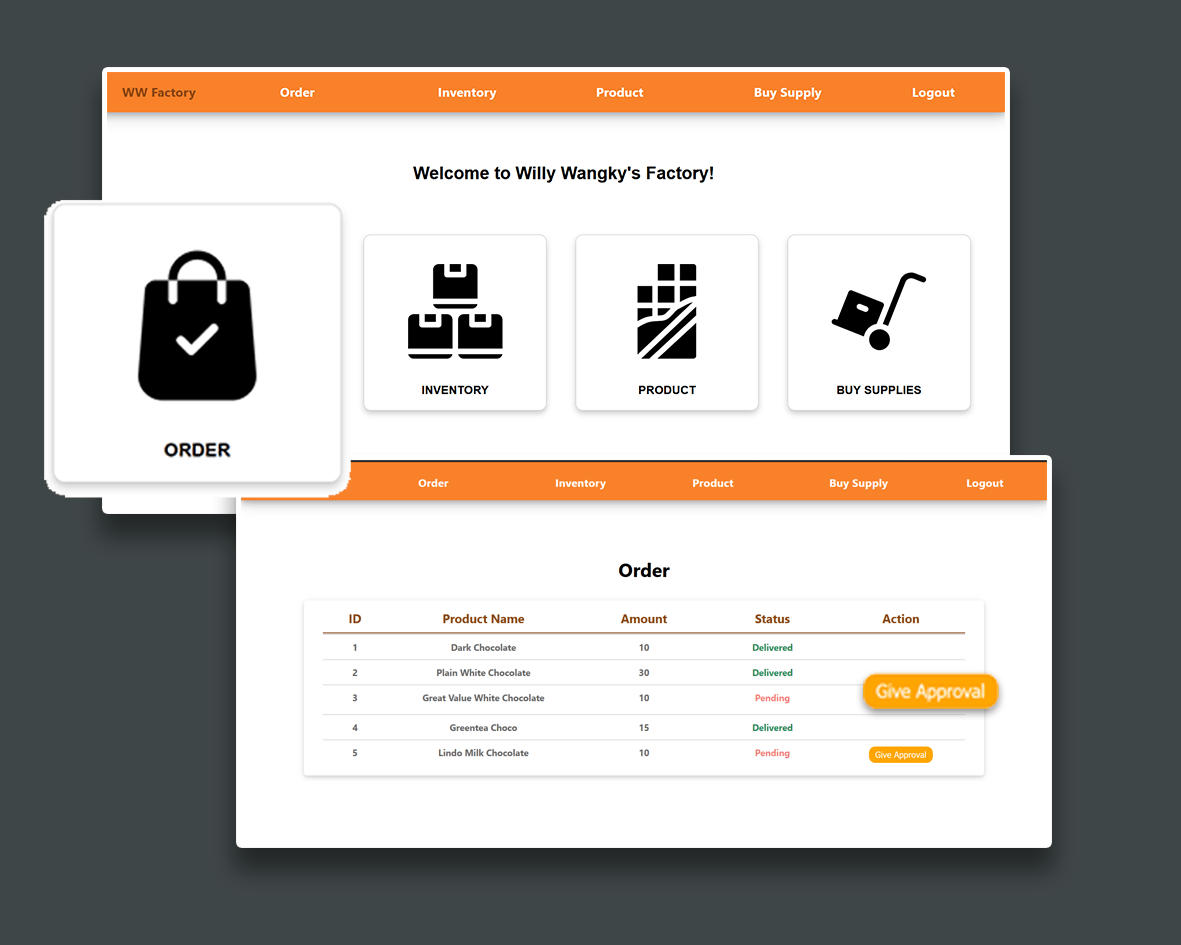 WW Factory Order Inventory Product Buy Supply Logout
Welcome to Willy Wangky's Factory!
ORDER
INVENTORY
PRODUCT
BUY SUPPLIES
Order Inventory Product Buy Supply Logout
Order
ID Product Name Amount Status Action
1 Dark Chocolate 10 Delivered
2 Plain White Chocolate 30 Delivered
3 Great Value White Chocolate 10 Pending Give Approval
4 Greentea Choco 15 Delivered
5 Lindo Milk Chocolate 10 Pending Give Approval